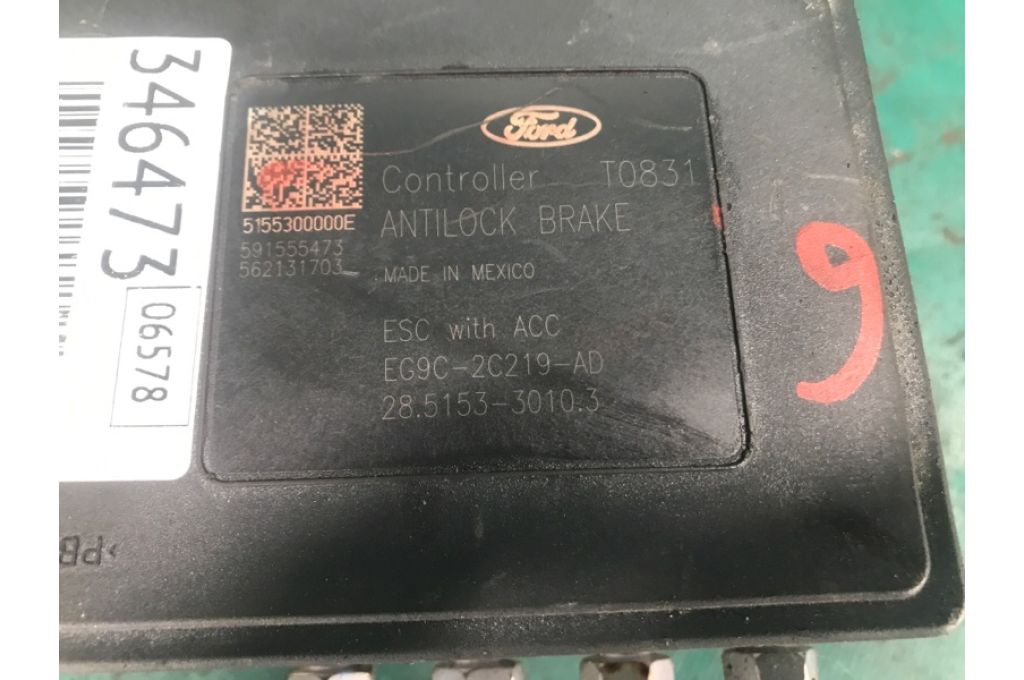 346473
06578
Ford
Controller T0831
ANTILOCK BRAKE
5155300000E
591555473
562131703
MADE IN MEXICO
ESC with ACC
EG9C-2C219-AD
28.5153-3010.3
9
>PB